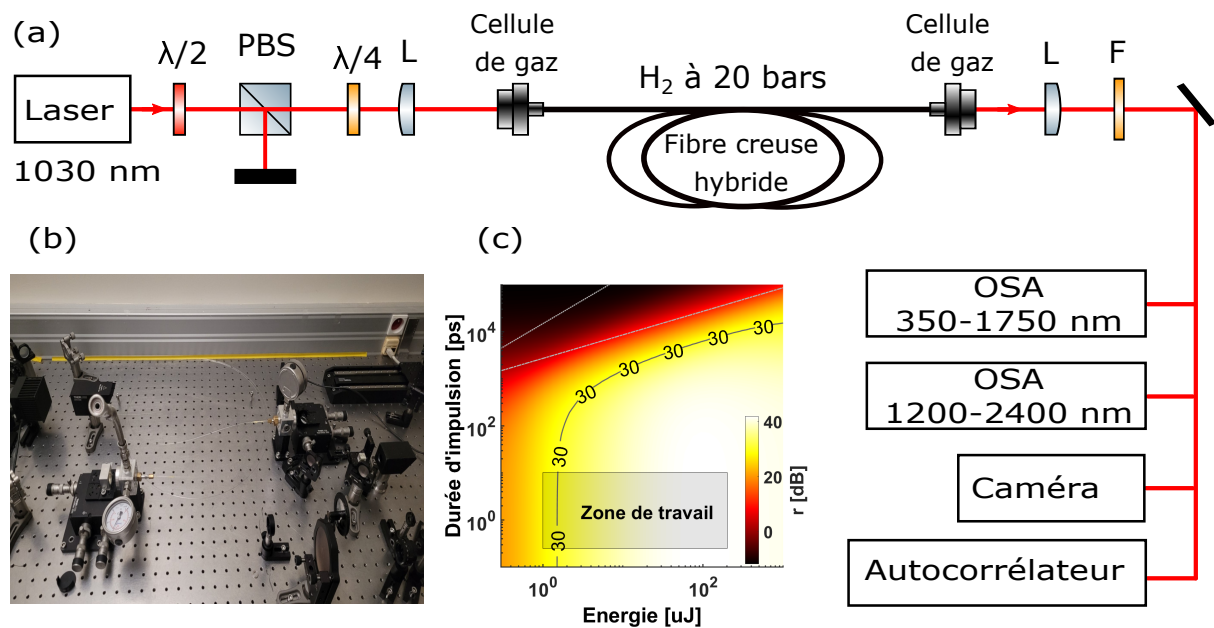 (a)
λ/2
PBS
λ/4
L
Cellule
de gaz
H₂ à 20 bars
Cellule
de gaz
L
F
Laser
1030 nm
Fibre creuse
hybride
(b)
(c)
OSA
350-1750 nm
OSA
1200-2400 nm
Caméra
Autocorrélateur
Durée d'impulsion [ps]
10⁴
10²
10⁰
30
30
30
30
30
30
30
Zone de travail
40
20
0
r [dB]
10⁰
10²
Energie [uJ]